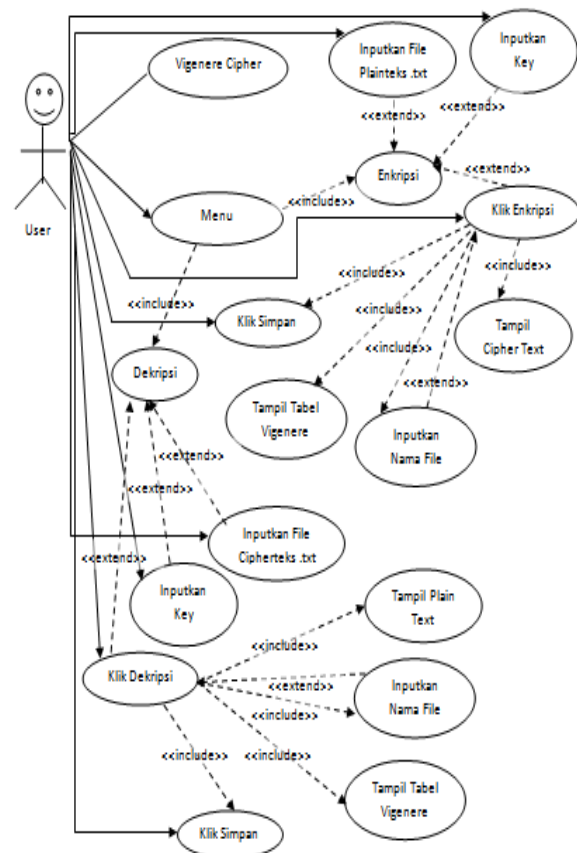 Inputkan File
Plainteks .txt
Inputkan
Key
Vigenere Cipher
<<extend>>
<<extend>>
Enkripsi
<<extend>>
User
Menu
<<include>>
Klik Enkripsi
<<include>>
Klik Simpan
<<include>>
<<include>>
<<include>>
<<include>>
<<extend>>
Tampil
Cipher Text
Dekripsi
Tampil Tabel
Vigenere
Inputkan
Nama File
<<extend>>
<<extend>>
<<extend>>
Inputkan File
Cipherteks .txt
Inputkan
Key
Tampil Plain
Text
<<include>>
Klik Dekripsi
<<extend>>
<<include>>
Inputkan
Nama File
<<include>>
<<include>>
Tampil Tabel
Vigenere
Klik Simpan